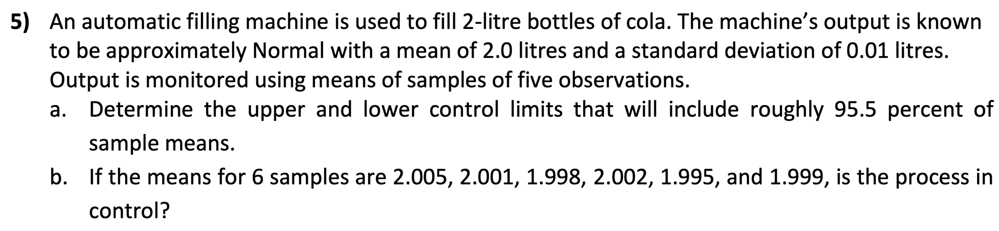 5) An automatic filling machine is used to fill 2-litre bottles of cola. The machine's output is known
to be approximately Normal with a mean of 2.0 litres and a standard deviation of 0.01 litres.
Output is monitored using means of samples of five observations.
a. Determine the upper and lower control limits that will include roughly 95.5 percent of
sample means.
b. If the means for 6 samples are 2.005, 2.001, 1.998, 2.002, 1.995, and 1.999, is the process in
control?